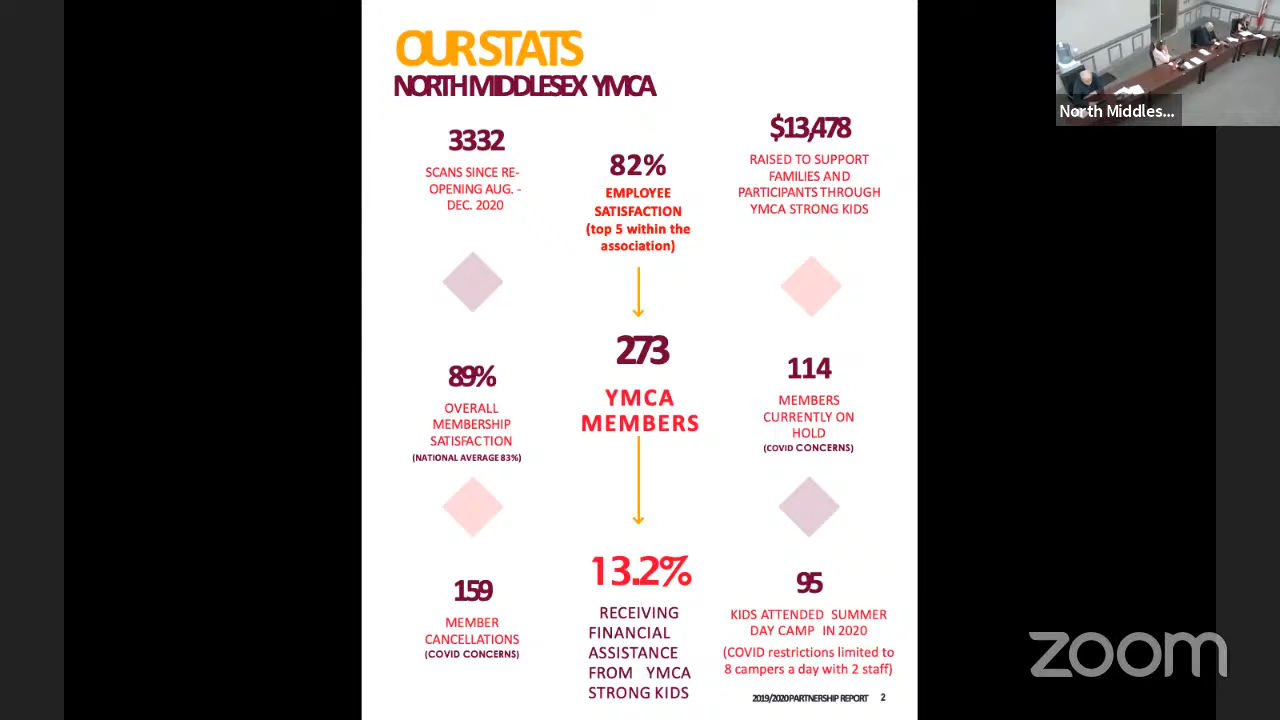 OUR STATS
NORTH MIDDLESEX YMCA
3332
SCANS SINCE RE-
OPENING AUG. -
DEC. 2020
82%
EMPLOYEE
SATISFACTION
(top 5 within the
association)
$13,478
RAISED TO SUPPORT
FAMILIES AND
PARTICIPANTS THROUGH
YMCA STRONG KIDS
89%
OVERALL
MEMBERSHIP
SATISFACTION
(NATIONAL AVERAGE 83%)
273
YMCA
MEMBERS
114
MEMBERS
CURRENTLY ON
HOLD
(COVID CONCERNS)
159
MEMBER
CANCELLATIONS
(COVID CONCERNS)
13.2%
RECEIVING
FINANCIAL
ASSISTANCE
FROM YMCA
STRONG KIDS
95
KIDS ATTENDED SUMMER
DAY CAMP IN 2020
(COVID restrictions limited to
8 campers a day with 2 staff)
2019/2020 PARTNERSHIP REPORT 2
North Middles...
zoom